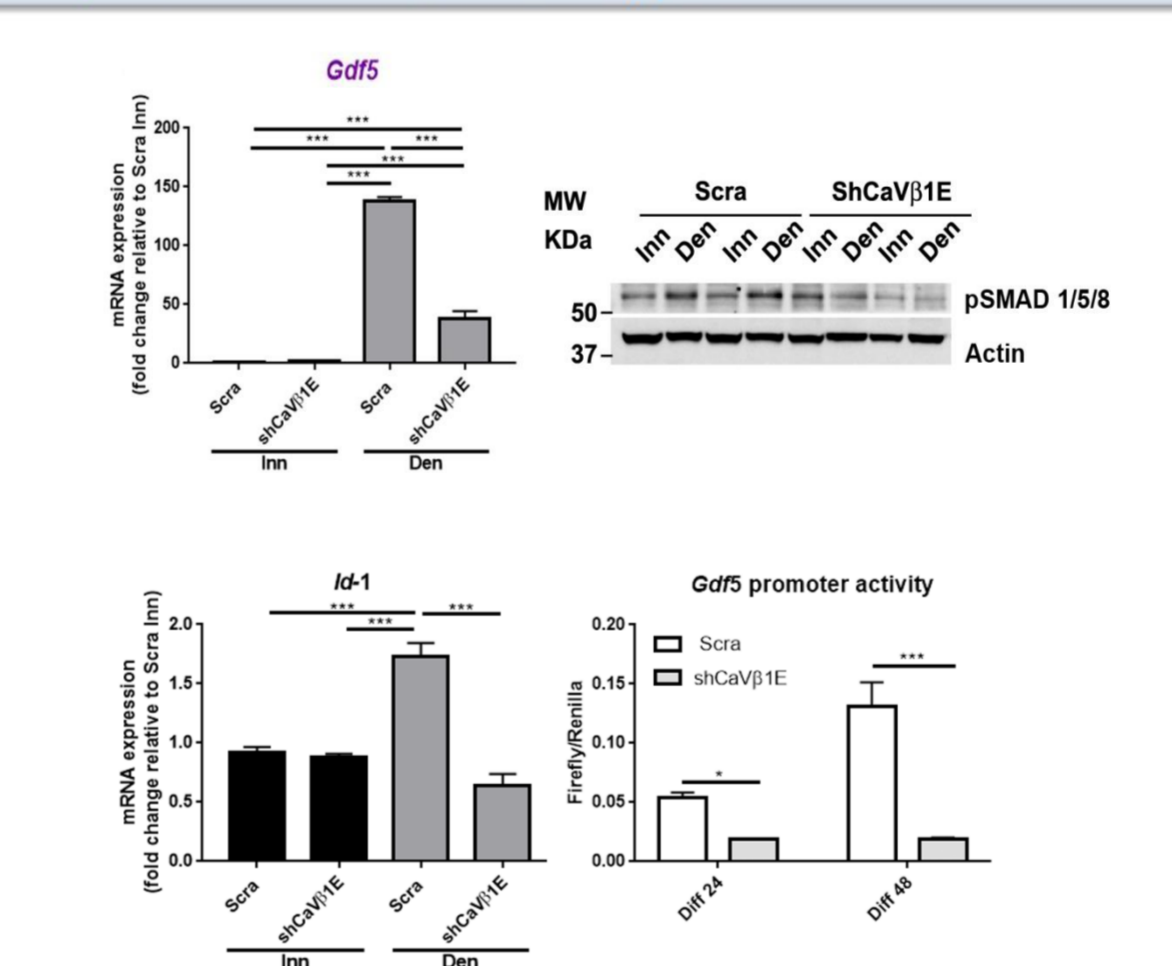 Gdf5
mRNA expression
(fold change relative to Scra Inn)
200
150
100
50
0
***
***
***
***
***
Scra
shCaVβ1E
Scra
shCaVβ1E
Inn
Den
MW
KDa
Scra
ShCaVβ1E
Inn
Den
Inn
Den
Inn
Den
Inn
Den
50
37
pSMAD 1/5/8
Actin
Id-1
mRNA expression
(fold change relative to Scra Inn)
2.0
1.5
1.0
0.5
0.0
***
***
***
Scra
shCaVβ1E
Scra
shCaVβ1E
Inn
Den
Gdf5 promoter activity
Firefly/Renilla
0.20
0.15
0.10
0.05
0.00
Scra
shCaVβ1E
*
***
Diff 24
Diff 48